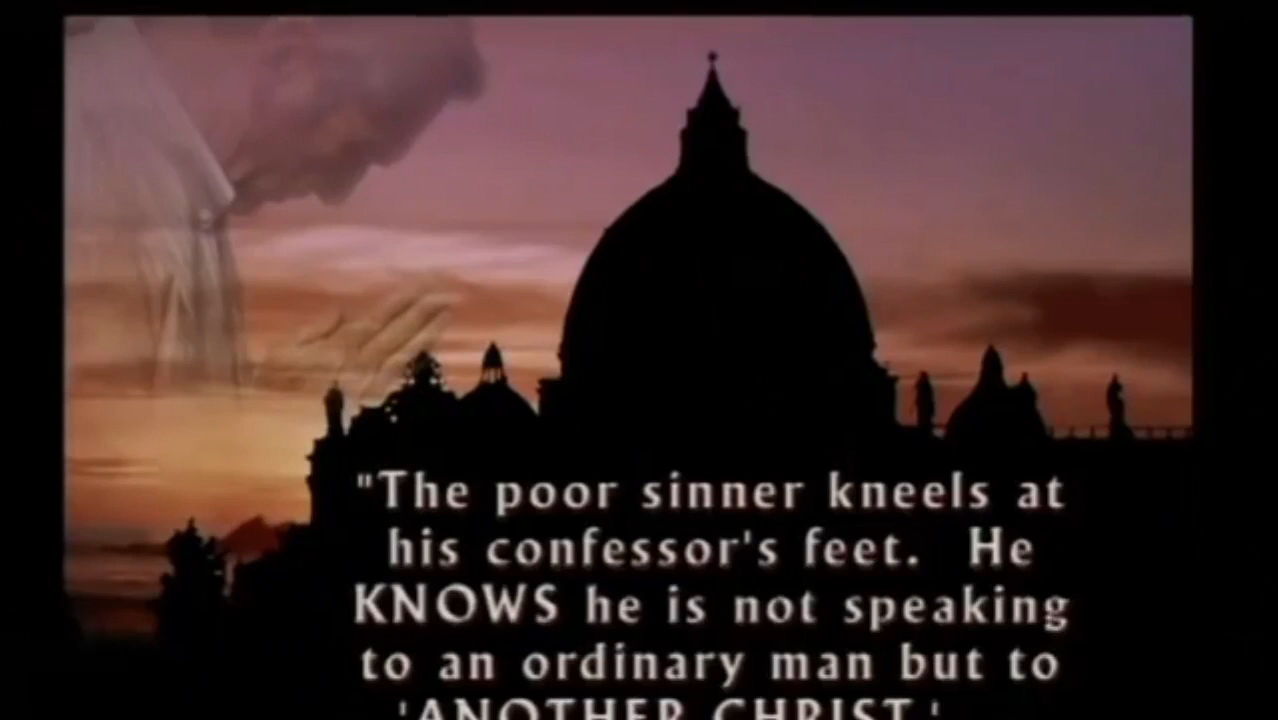 "The poor sinner kneels at
his confessor's feet. He
KNOWS he is not speaking
to an ordinary man but to
'ANOTHER CHRIST.'